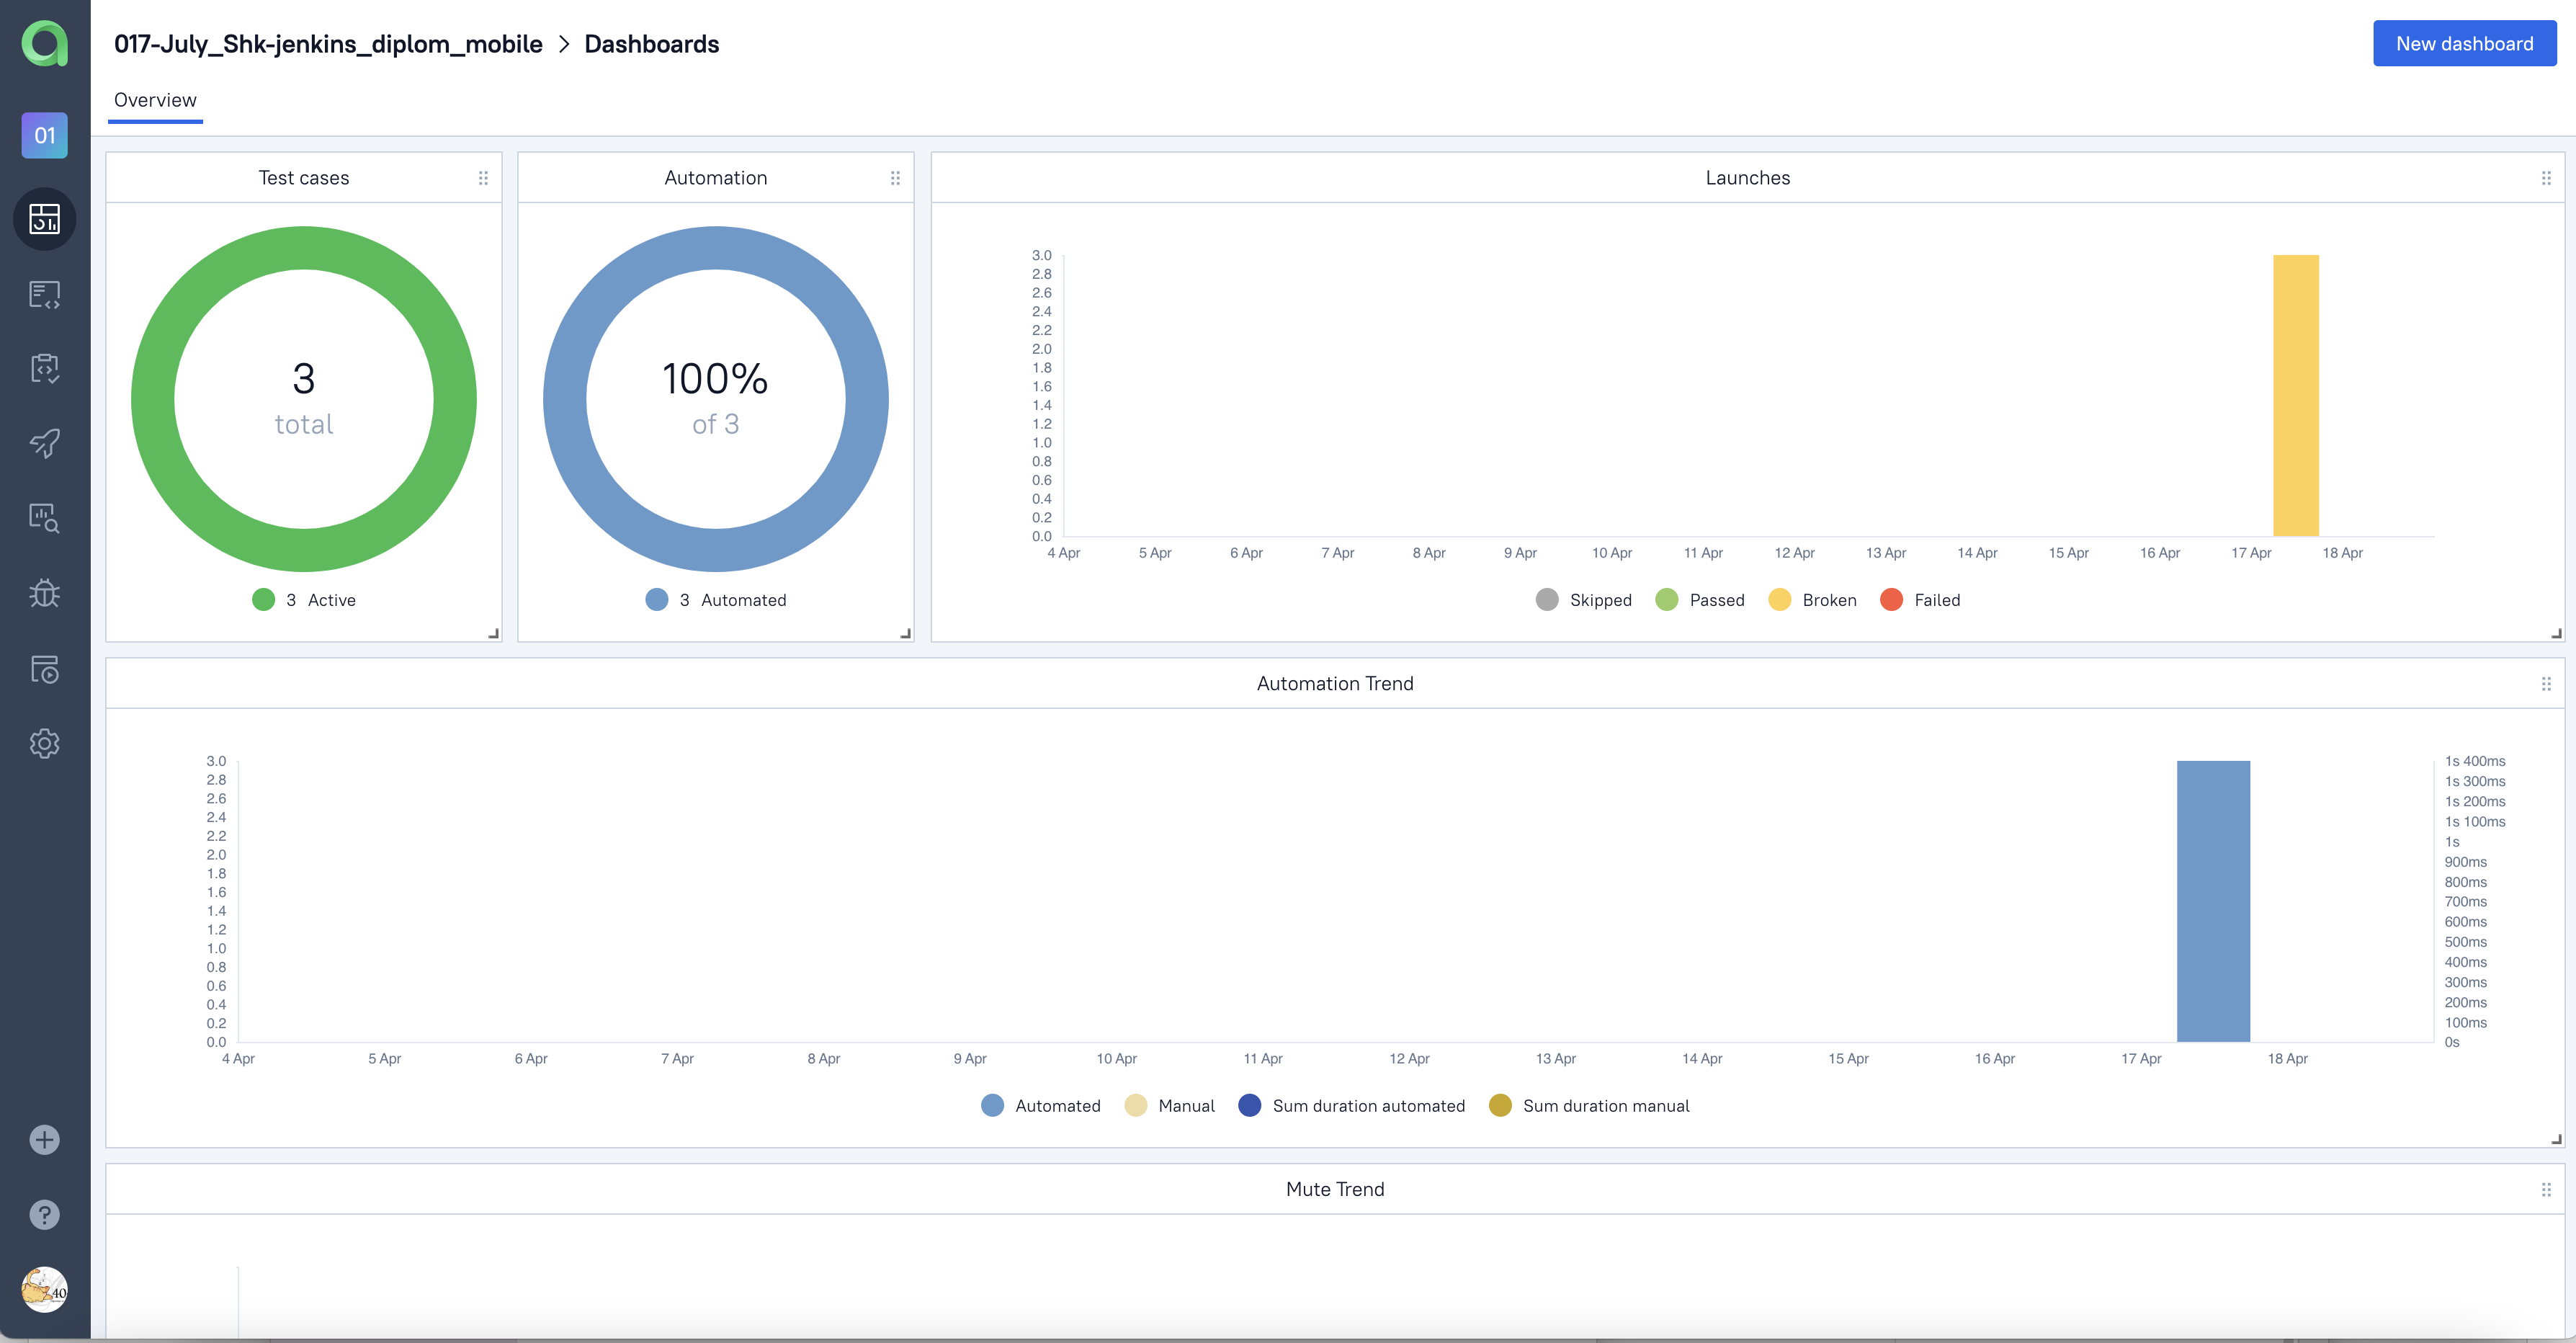 017-July_Shk-jenkins_diplom_mobile > Dashboards
New dashboard
Overview
01
Test cases
3
total
3 Active
Automation
100%
of 3
3 Automated
Launches
3.0
2.8
2.6
2.4
2.2
2.0
1.8
1.6
1.4
1.2
1.0
0.8
0.6
0.4
0.2
0.0
4 Apr 5 Apr 6 Apr 7 Apr 8 Apr 9 Apr 10 Apr 11 Apr 12 Apr 13 Apr 14 Apr 15 Apr 16 Apr 17 Apr 18 Apr
Skipped Passed Broken Failed
Automation Trend
3.0
2.8
2.6
2.4
2.2
2.0
1.8
1.6
1.4
1.2
1.0
0.8
0.6
0.4
0.2
0.0
1s 400ms
1s 300ms
1s 200ms
1s 100ms
1s
900ms
800ms
700ms
600ms
500ms
400ms
300ms
200ms
100ms
0s
4 Apr 5 Apr 6 Apr 7 Apr 8 Apr 9 Apr 10 Apr 11 Apr 12 Apr 13 Apr 14 Apr 15 Apr 16 Apr 17 Apr 18 Apr
Automated Manual Sum duration automated Sum duration manual
Mute Trend
?
40